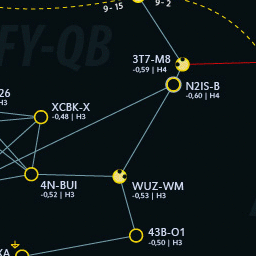 9- 15
9- 2
FY-QB
3T7-M8
-0,59 | H4
N2IS-B
-0,60 | H4
26
H3
XCBK-X
-0,48 | H3
4N-BUI
-0,52 | H3
WUZ-WM
-0,53 | H3
43B-O1
-0,50 | H3
KA